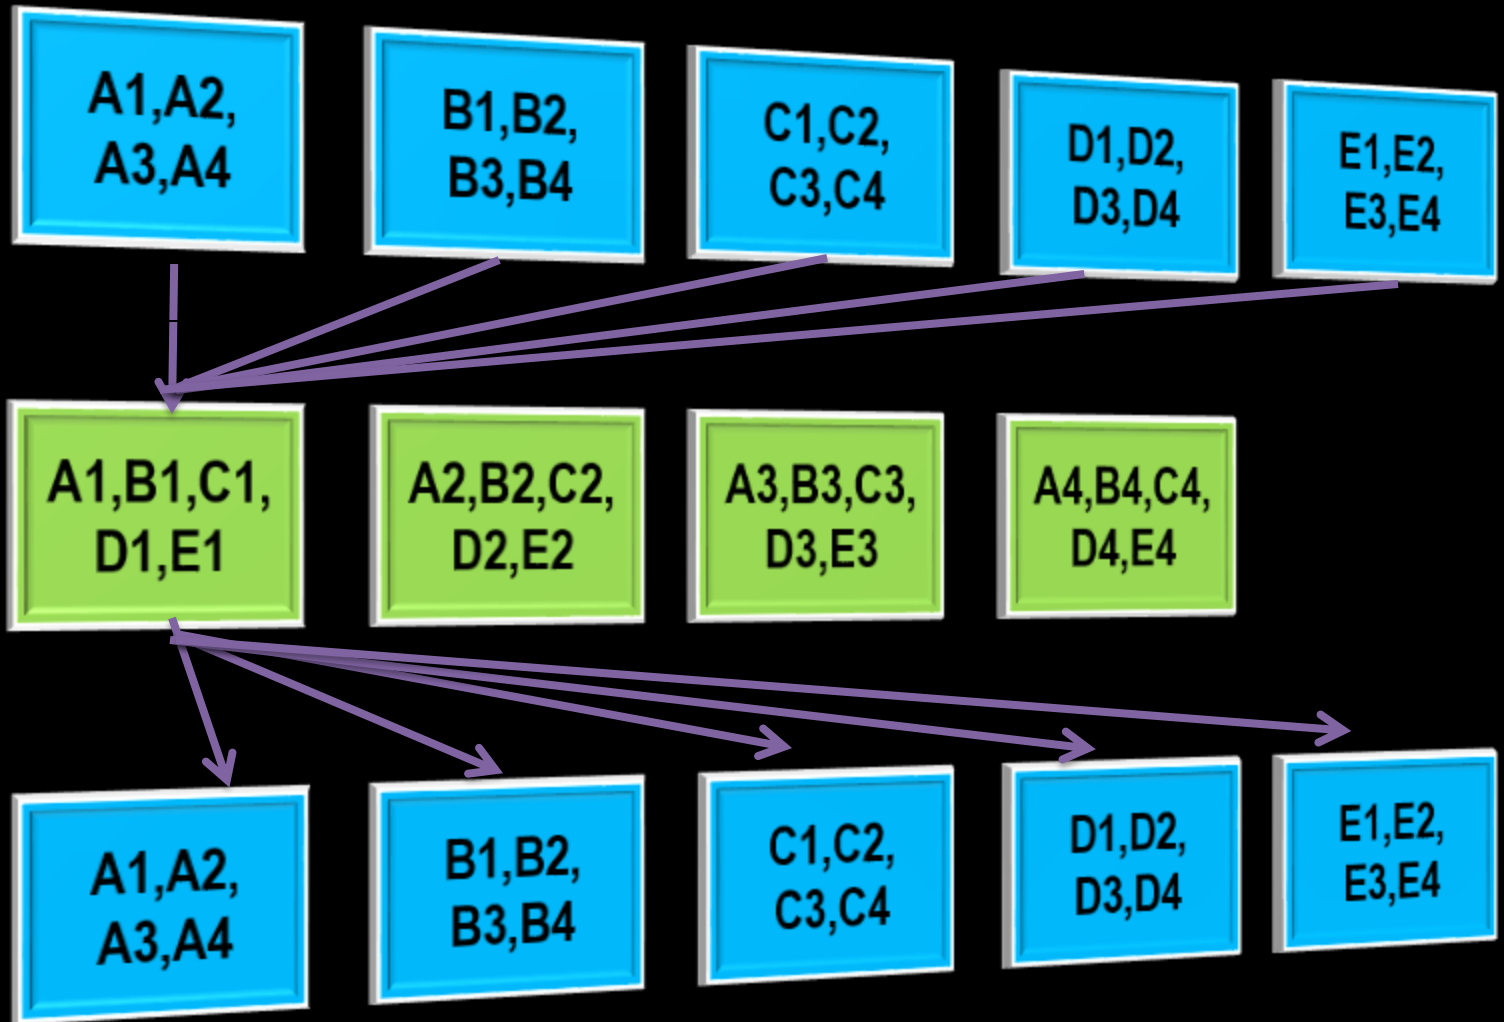 A1,A2,
A3,A4
B1,B2,
B3,B4
C1,C2,
C3,C4
D1,D2,
D3,D4
E1,E2,
E3,E4
A1,B1,C1,
D1,E1
A2,B2,C2,
D2,E2
A3,B3,C3,
D3,E3
A4,B4,C4,
D4,E4
A1,A2,
A3,A4
B1,B2,
B3,B4
C1,C2,
C3,C4
D1,D2,
D3,D4
E1,E2,
E3,E4